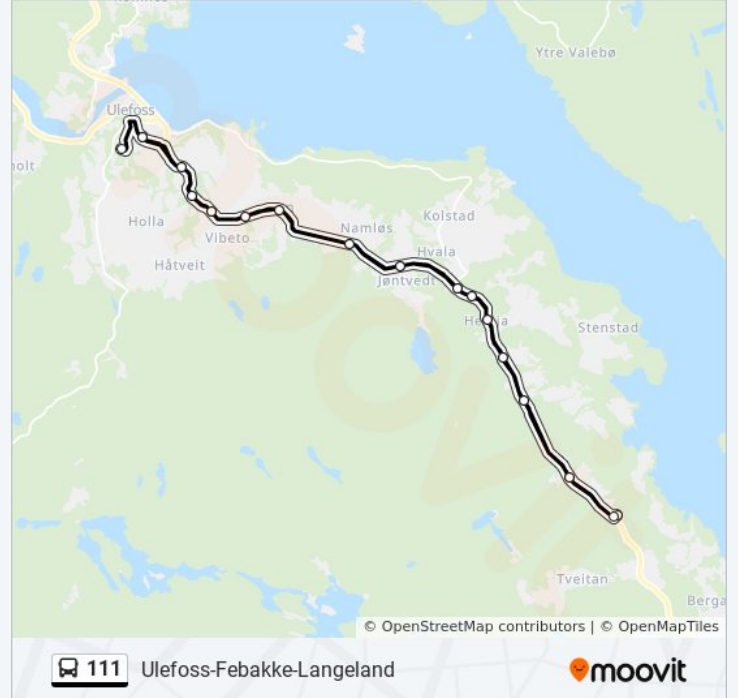 Ytre Valebø
Ulefoss
holt
Holla
Kolstad
Namløs
Vibeto
Hvala
Håtveit
Jøntvedt
Stenstad
Tveitan
Berga
© OpenStreetMap contributors | © OpenMapTiles
111 Ulefoss-Febakke-Langeland
moovit